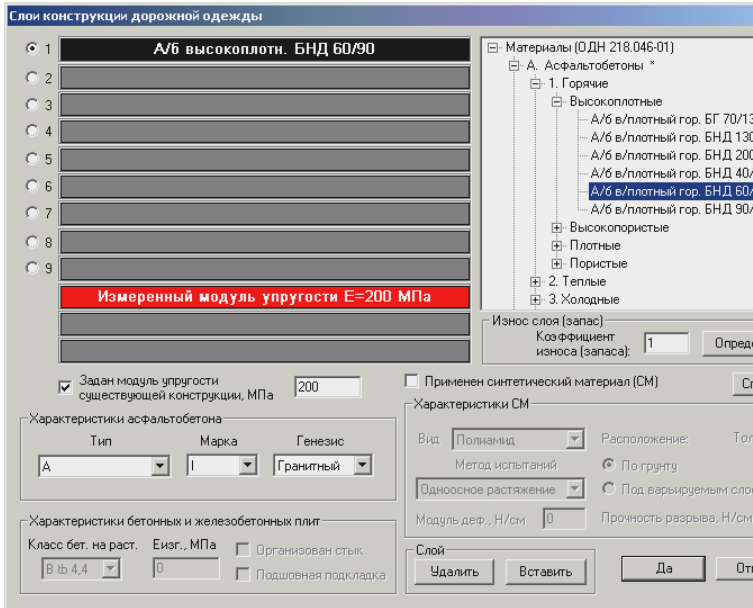 Слои конструкции дорожной одежды
1 А/б высокоплотн. БНД 60/90
2
3
4
5
6
7
8
9
Измеренный модуль упругости Е=200 МПа
Материалы (ОДН 218.046-01)
А. Асфальтобетоны *
1. Горячие
Высокоплотные
А/б в/плотный гор. БГ 70/13
А/б в/плотный гор. БНД 130
А/б в/плотный гор. БНД 200
А/б в/плотный гор. БНД 40/
А/б в/плотный гор. БНД 60/
А/б в/плотный гор. БНД 90/
Высокопористые
Плотные
Пористые
2. Теплые
3. Холодные
Износ слоя (запас)
Коэффициент
износа (запаса): 1 Опреде
Задан модуль упругости
существующей конструкции, МПа 200
Применен синтетический материал (СМ)
Характеристики асфальтобетона
Тип Марка Генезис
А I Гранитный
Характеристики СМ
Вид Полиамид Расположение: Тол
Метод испытаний По грунту
Одноосное растяжение Под варьируемым сло
Модуль деф., Н/см 0 Прочность разрыва, Н/см
Характеристики бетонных и железобетонных плит
Класс бет. на раст. Еизг., МПа Организован стык
B tb 4,4 0 Подшовная подкладка
Слой
Удалить Вставить Да